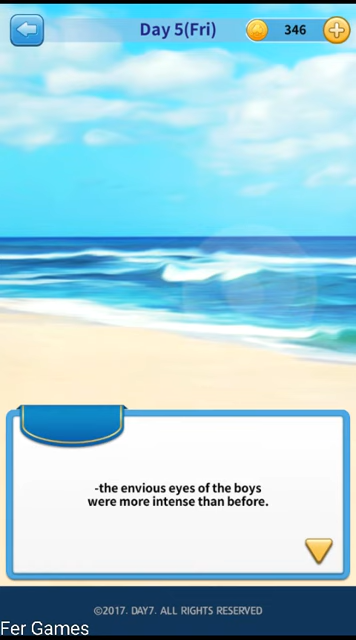 Day 5(Fri)
346
-the envious eyes of the boys
were more intense than before.
©2017. DAY7. ALL RIGHTS RESERVED
Fer Games